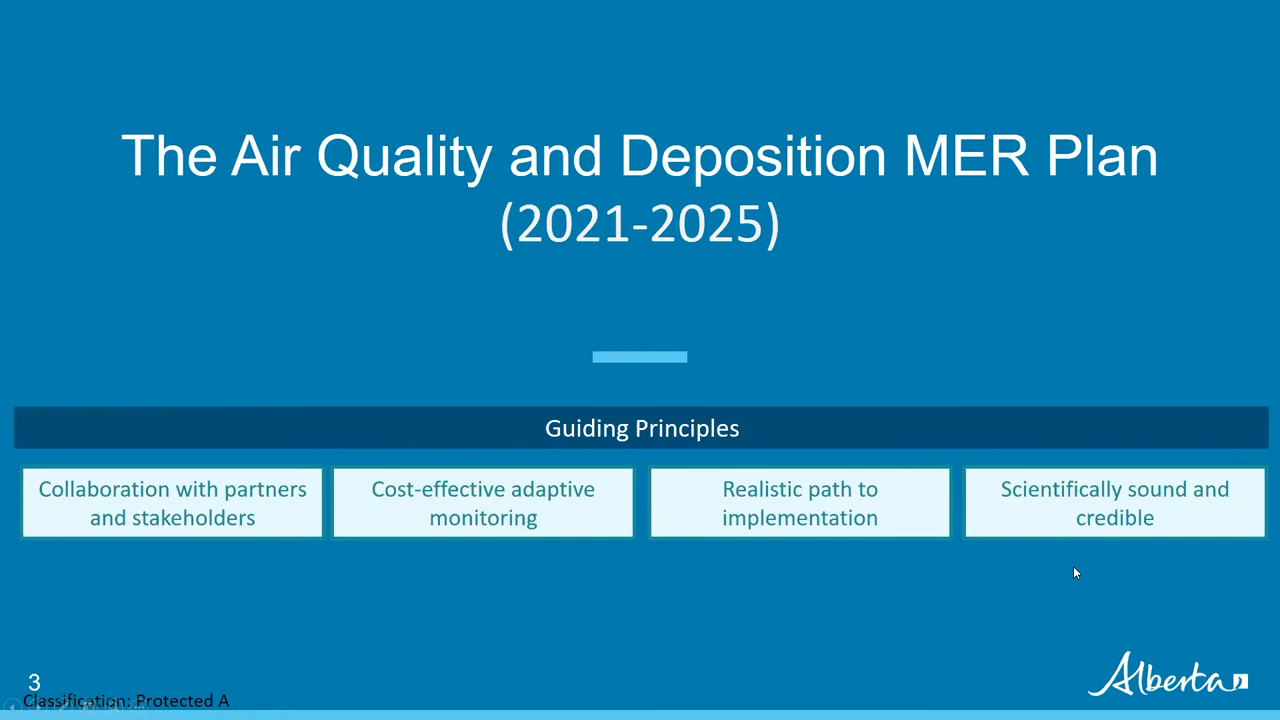 The Air Quality and Deposition MER Plan
(2021-2025)
Guiding Principles
Collaboration with partners
and stakeholders
Cost-effective adaptive
monitoring
Realistic path to
implementation
Scientifically sound and
credible
3
Classification: Protected A
Alberta